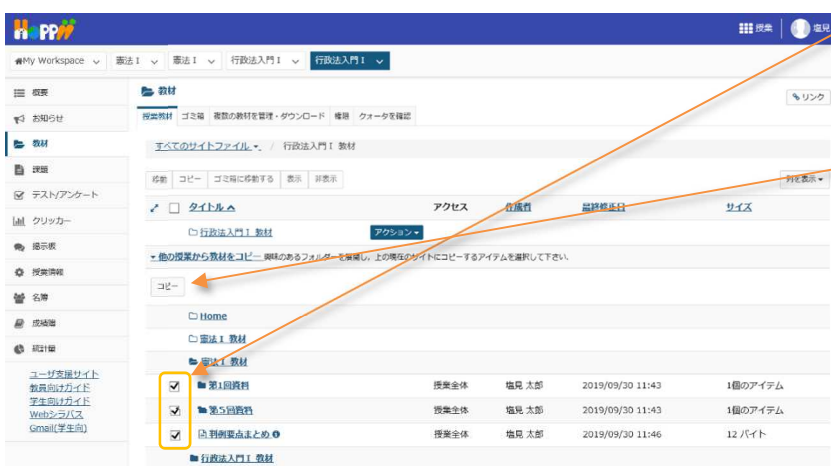 Hoppii
授業 塩見
My Workspace 憲法Ⅰ 憲法Ⅰ 行政法入門Ⅰ 行政法入門Ⅰ
概要
お知らせ
教材
課題
テスト/アンケート
クリッカー
掲示板
授業情報
名簿
成績簿
統計量
ユーザ支援サイト
教員向けガイド
学生向けガイド
Webシラバス
Gmail(学生向)
教材
リンク
授業教材 ゴミ箱 複数の教材を管理・ダウンロード 権限 クォータを確認
すべてのサイトファイル / 行政法入門Ⅰ 教材
移動 コピー ゴミ箱に移動する 表示 非表示
列を表示
タイトル アクセス 作成者 最終修正日 サイズ
行政法入門Ⅰ 教材 アクション
他の授業から教材をコピー 興味のあるフォルダーを展開し、上の現在のサイトにコピーするアイテムを選択して下さい。
コピー
Home
憲法Ⅰ 教材
憲法Ⅰ 教材
第1回資料 授業全体 塩見 太郎 2019/09/30 11:43 1個のアイテム
第5回資料 授業全体 塩見 太郎 2019/09/30 11:43 1個のアイテム
判例要点まとめ 授業全体 塩見 太郎 2019/09/30 11:46 12 バイト
行政法入門Ⅰ 教材